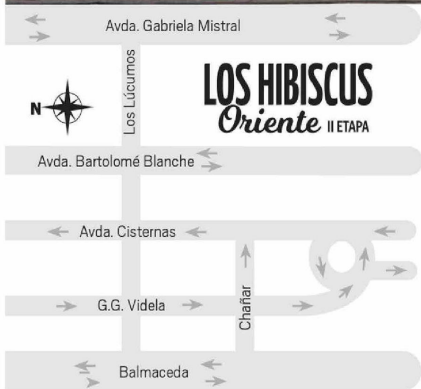 Avda. Gabriela Mistral
Los Lúcumos
N
LOS HIBISCUS
Oriente II ETAPA
Avda. Bartolomé Blanche
Avda. Cisternas
G.G. Videla
Chañar
Balmaceda